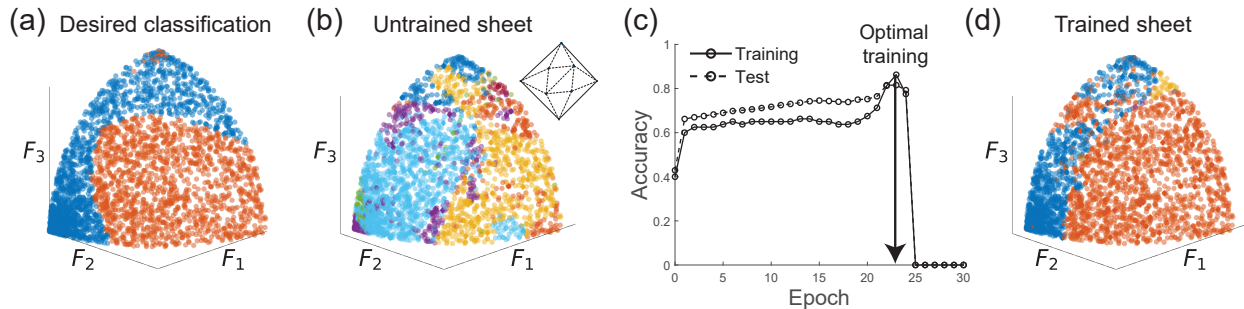 (a) Desired classification
F3
F2
F1
(b) Untrained sheet
F3
F2
F1
(c)
Training
Test
Optimal
training
Accuracy
1
0.8
0.6
0.4
0.2
0
0 5 10 15 20 25 30
Epoch
(d) Trained sheet
F3
F2
F1